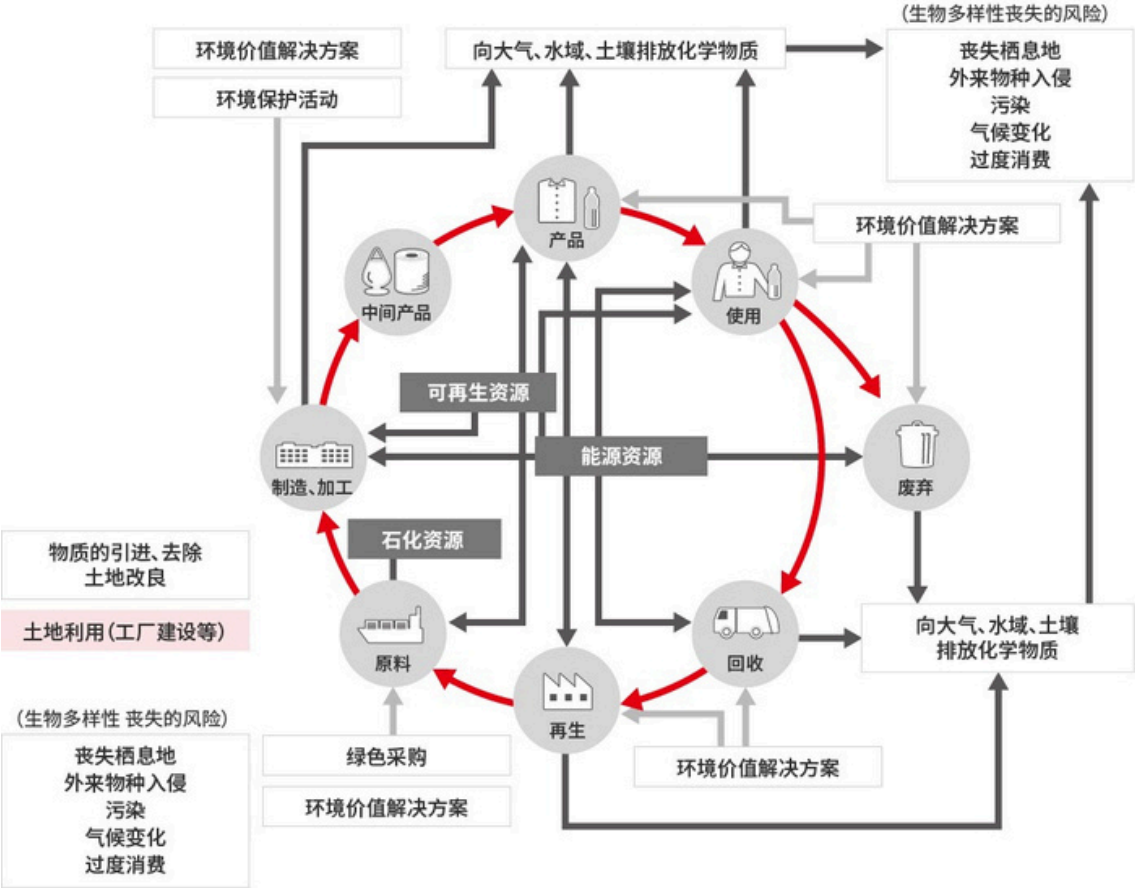 (生物多样性丧失的风险)
环境价值解决方案
向大气、水域、土壤排放化学物质
丧失栖息地
外来物种入侵
污染
气候变化
过度消费
环境保护活动
产品
环境价值解决方案
中间产品
使用
可再生资源
能源资源
制造、加工
废弃
石化资源
物质的引进、去除
土地改良
土地利用(工厂建设等)
原料
回收
向大气、水域、土壤
排放化学物质
再生
(生物多样性 丧失的风险)
丧失栖息地
外来物种入侵
污染
气候变化
过度消费
绿色采购
环境价值解决方案
环境价值解决方案